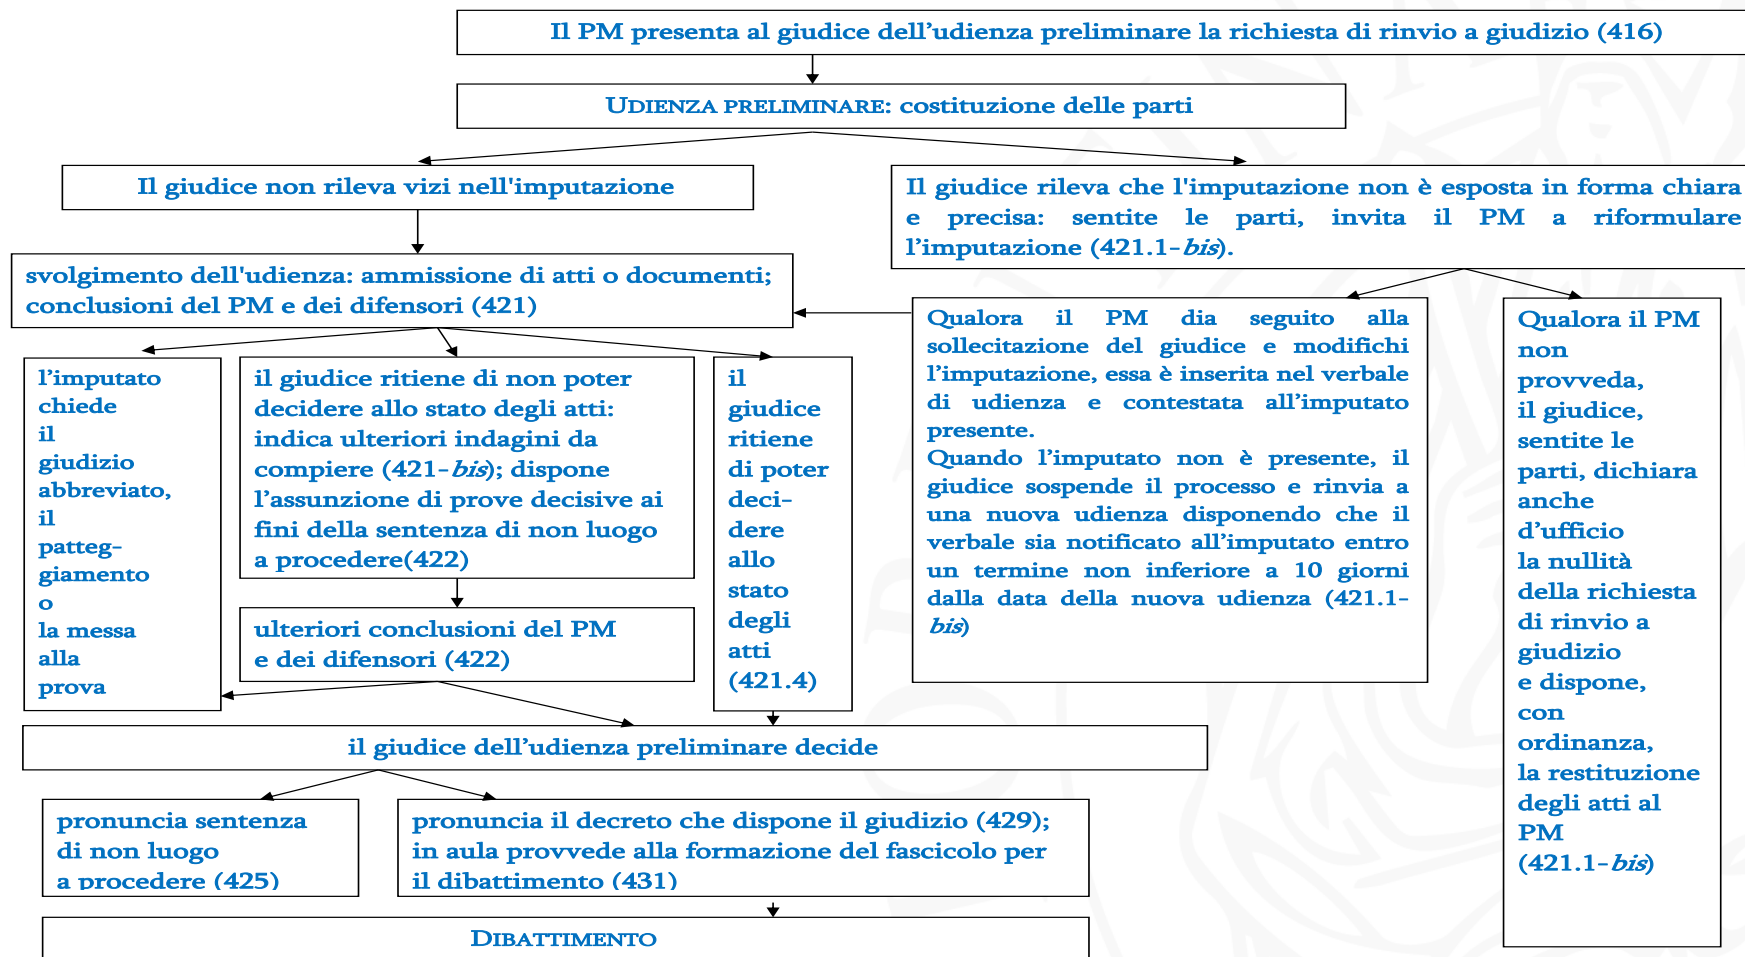 Il PM presenta al giudice dell’udienza preliminare la richiesta di rinvio a giudizio (416)
UDIENZA PRELIMINARE: costituzione delle parti
Il giudice non rileva vizi nell'imputazione
Il giudice rileva che l'imputazione non è esposta in forma chiara
e precisa: sentite le parti, invita il PM a riformulare
l’imputazione (421.1-bis).
svolgimento dell'udienza: ammissione di atti o documenti;
conclusioni del PM e dei difensori (421)
l’imputato
chiede
il
giudizio
abbreviato,
il
patteg-
giamento
o
la messa
alla
prova
il giudice ritiene di non poter
decidere allo stato degli atti:
indica ulteriori indagini da
compiere (421-bis); dispone
l’assunzione di prove decisive ai
fini della sentenza di non luogo
a procedere(422)
ulteriori conclusioni del PM
e dei difensori (422)
il
giudice
ritiene
di poter
deci-
dere
allo
stato
degli
atti
(421.4)
Qualora il PM dia seguito alla
sollecitazione del giudice e modifichi
l’imputazione, essa è inserita nel verbale
di udienza e contestata all’imputato
presente.
Quando l’imputato non è presente, il
giudice sospende il processo e rinvia a
una nuova udienza disponendo che il
verbale sia notificato all’imputato entro
un termine non inferiore a 10 giorni
dalla data della nuova udienza (421.1-
bis)
Qualora il PM
non
provveda,
il giudice,
sentite le
parti, dichiara
anche
d’ufficio
la nullità
della richiesta
di rinvio a
giudizio
e dispone,
con
ordinanza,
la restituzione
degli atti al
PM
(421.1-bis)
il giudice dell’udienza preliminare decide
pronuncia sentenza
di non luogo
a procedere (425)
pronuncia il decreto che dispone il giudizio (429);
in aula provvede alla formazione del fascicolo per
il dibattimento (431)
DIBATTIMENTO